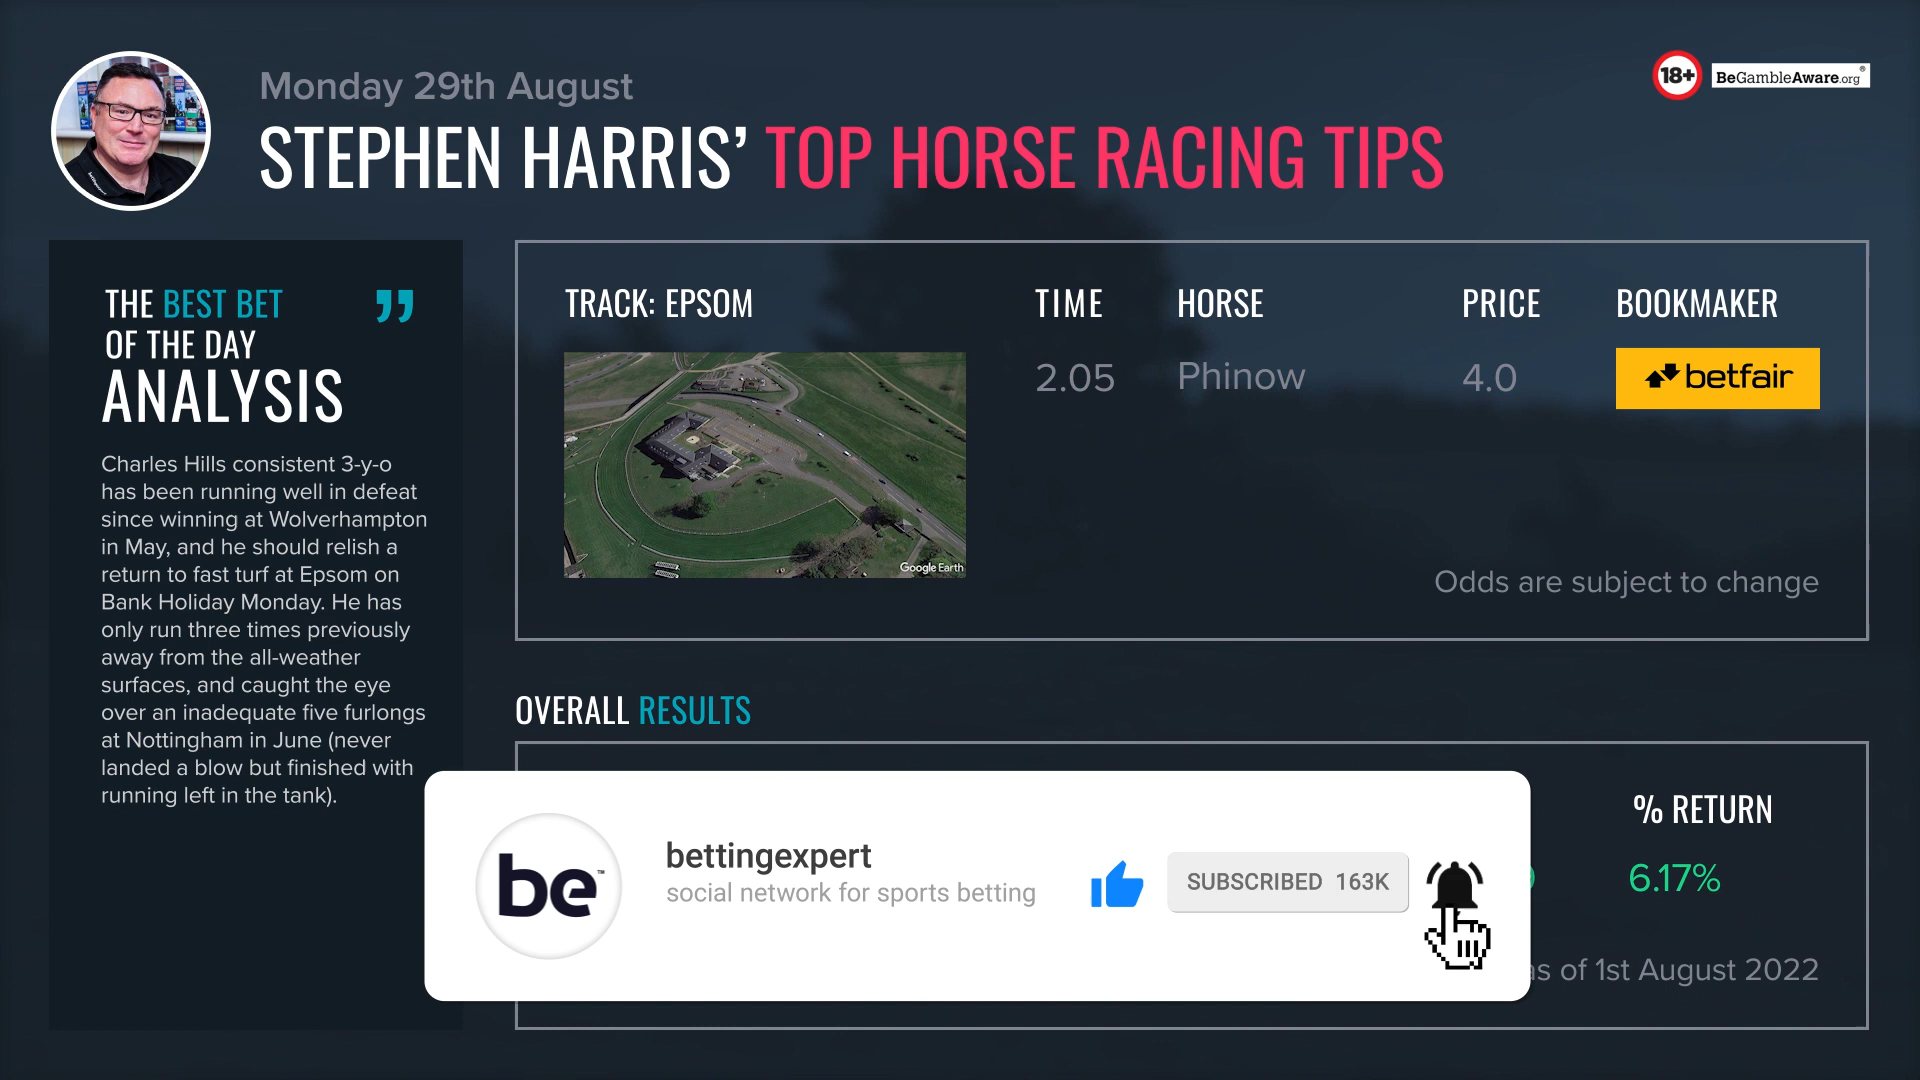 Monday 29th August
STEPHEN HARRIS’ TOP HORSE RACING TIPS
18+
BeGambleAware.org®
THE BEST BET
OF THE DAY
ANALYSIS
Charles Hills consistent 3-y-o
has been running well in defeat
since winning at Wolverhampton
in May, and he should relish a
return to fast turf at Epsom on
Bank Holiday Monday. He has
only run three times previously
away from the all-weather
surfaces, and caught the eye
over an inadequate five furlongs
at Nottingham in June (never
landed a blow but finished with
running left in the tank).
TRACK: EPSOM
TIME HORSE PRICE BOOKMAKER
2.05 Phinow 4.0 betfair
Google Earth
Odds are subject to change
OVERALL RESULTS
% RETURN
6.17%
as of 1st August 2022
be™
bettingexpert
social network for sports betting
SUBSCRIBED 163K